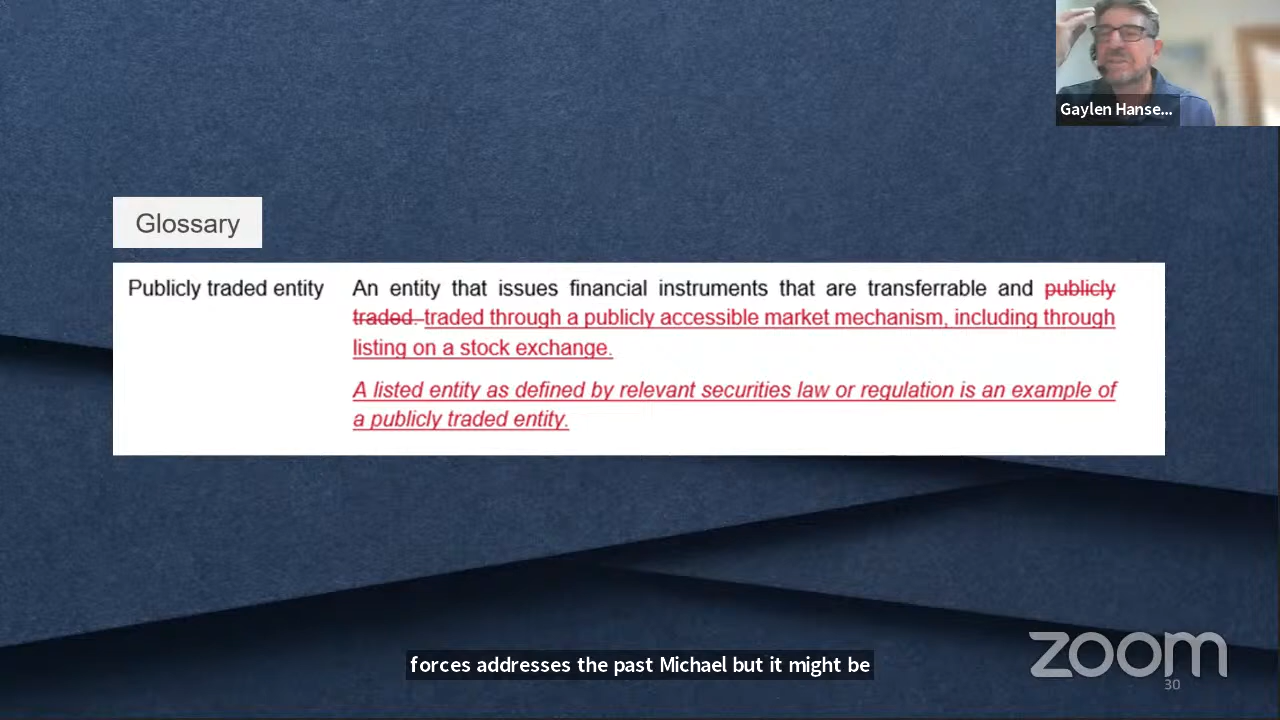 Gaylen Hanse...
Glossary
Publicly traded entity
An entity that issues financial instruments that are transferrable and publicly
traded. traded through a publicly accessible market mechanism, including through
listing on a stock exchange.
A listed entity as defined by relevant securities law or regulation is an example of
a publicly traded entity.
forces addresses the past Michael but it might be
zoom
30